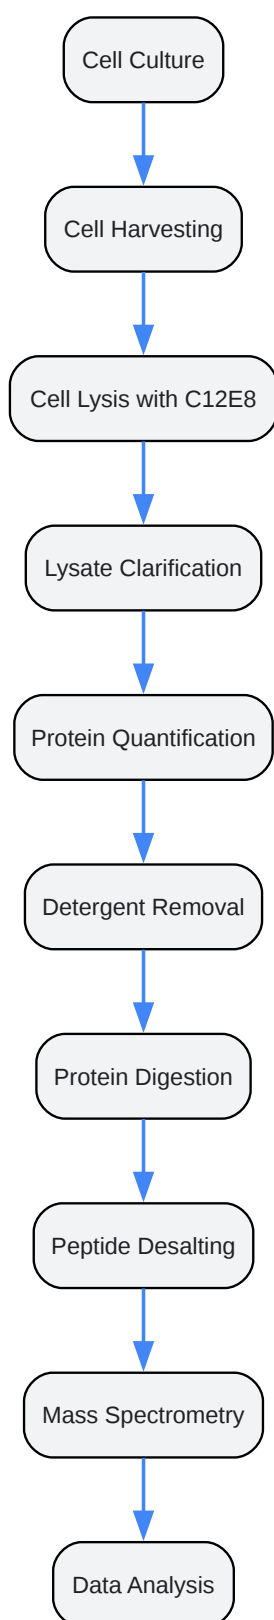 Cell Culture
Cell Harvesting
Cell Lysis with C12E8
Lysate Clarification
Protein Quantification
Detergent Removal
Protein Digestion
Peptide Desalting
Mass Spectrometry
Data Analysis